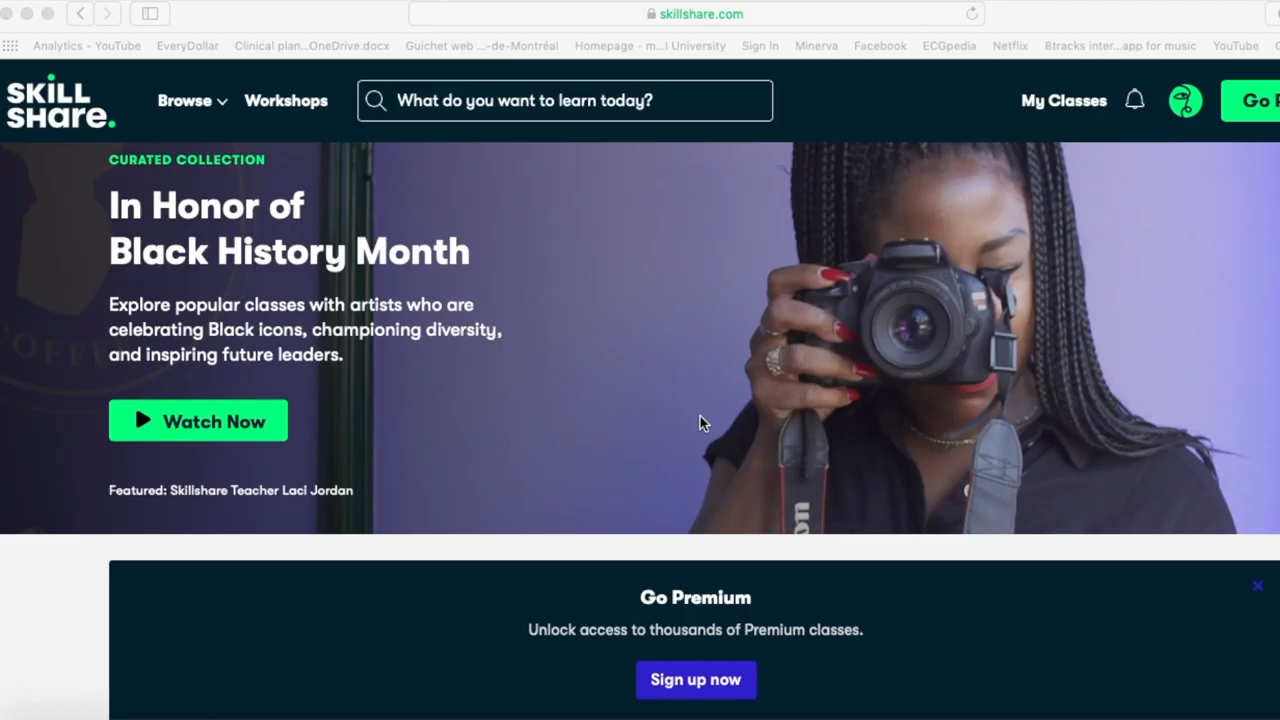 skillshare.com
Analytics - YouTube EveryDollar Clinical plan...OneDrive.docx Guichet web ...-de-Montréal Homepage - m...l University Sign In Minerva Facebook ECGpedia Netflix 8tracks inter...app for music YouTube
SKILL
SHare.
Browse Workshops What do you want to learn today? My Classes Go
CURATED COLLECTION
In Honor of
Black History Month
Explore popular classes with artists who are
celebrating Black icons, championing diversity,
and inspiring future leaders.
Watch Now
Featured: Skillshare Teacher Laci Jordan
Go Premium
Unlock access to thousands of Premium classes.
Sign up now